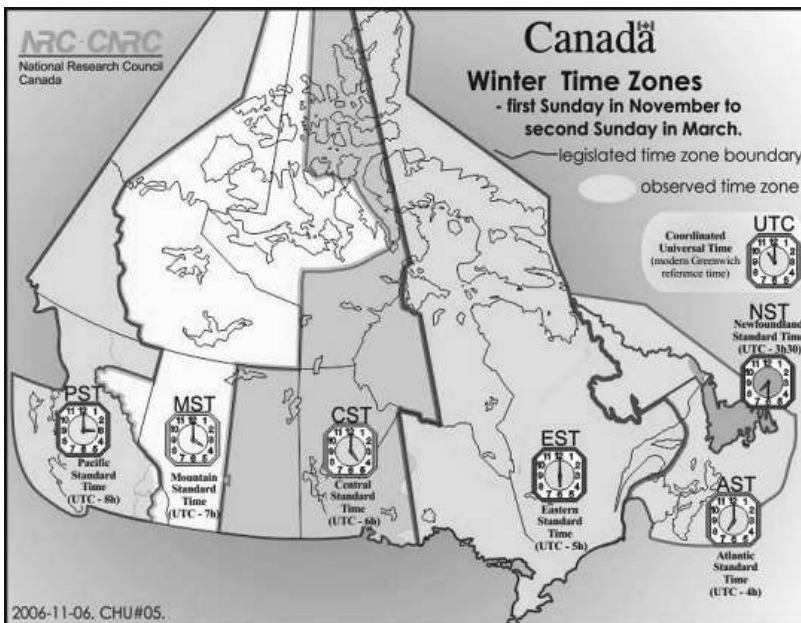 NRC·CNRC
National Research Council
Canada
Canada
Winter Time Zones
- first Sunday in November to
second Sunday in March.
legislated time zone boundary
observed time zone
UTC
Coordinated
Universal Time
(modern Greenwich
reference time)
NST
Newfoundland
Standard Time
(UTC - 3h30)
PST
Pacific
Standard
Time
(UTC - 8h)
MST
Mountain
Standard
Time
(UTC - 7h)
CST
Central
Standard
Time
(UTC - 6h)
EST
Eastern
Standard
Time
(UTC - 5h)
AST
Atlantic
Standard
Time
(UTC - 4h)
2006-11-06. CHU#05.